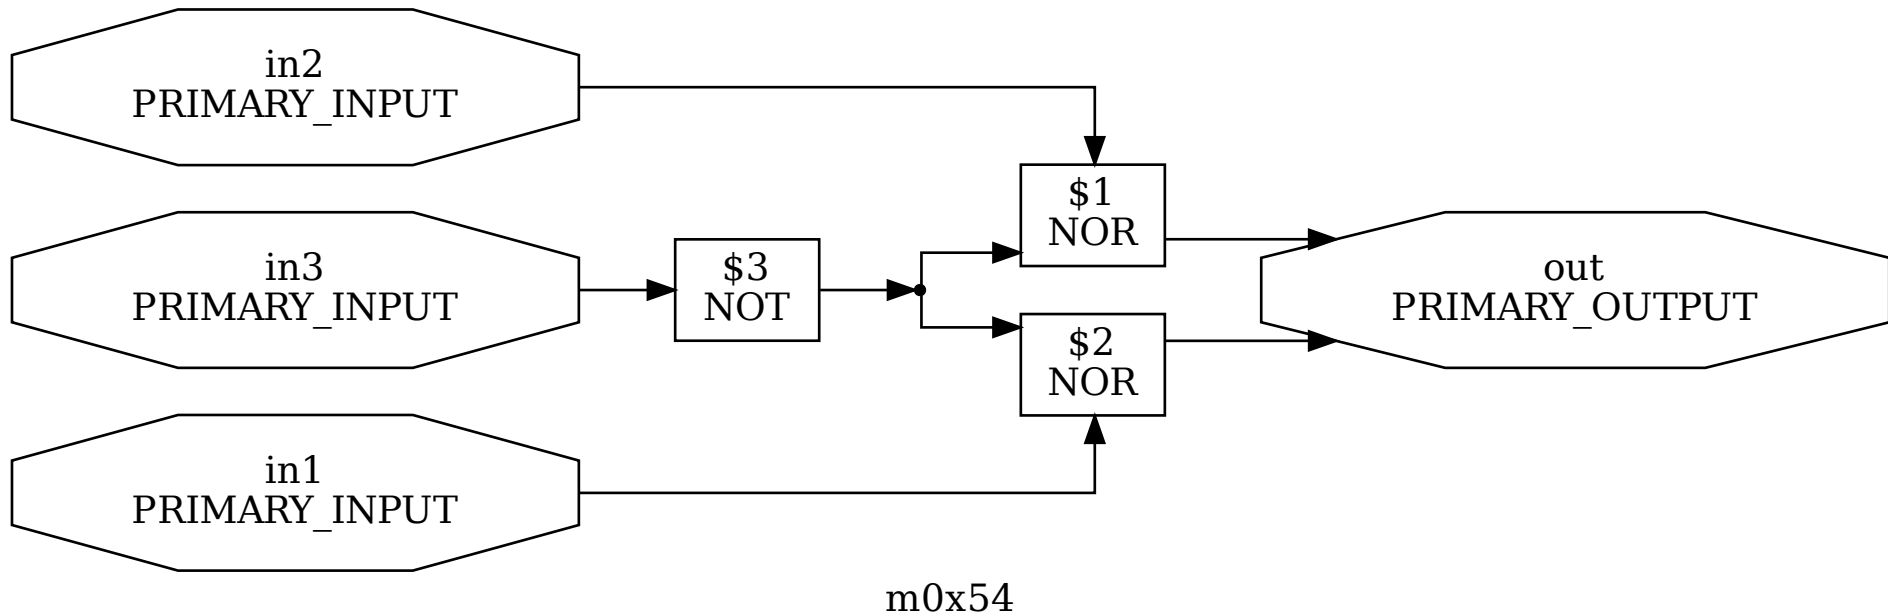 in2
PRIMARY_INPUT
in3
PRIMARY_INPUT
in1
PRIMARY_INPUT
$3
NOT
$1
NOR
$2
NOR
out
PRIMARY_OUTPUT
m0x54